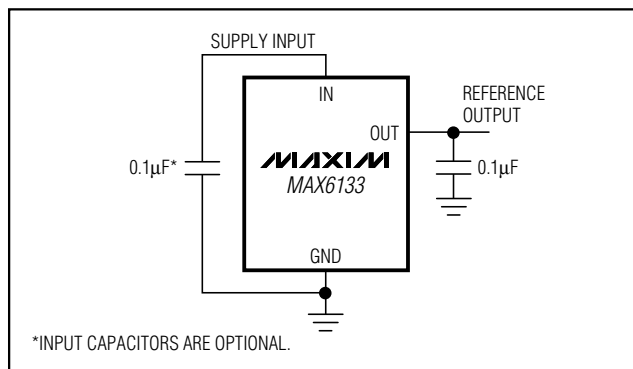 SUPPLY INPUT
IN
REFERENCE
OUTPUT
OUT
0.1µF*
MAXIM
MAX6133
0.1µF
GND
*INPUT CAPACITORS ARE OPTIONAL.